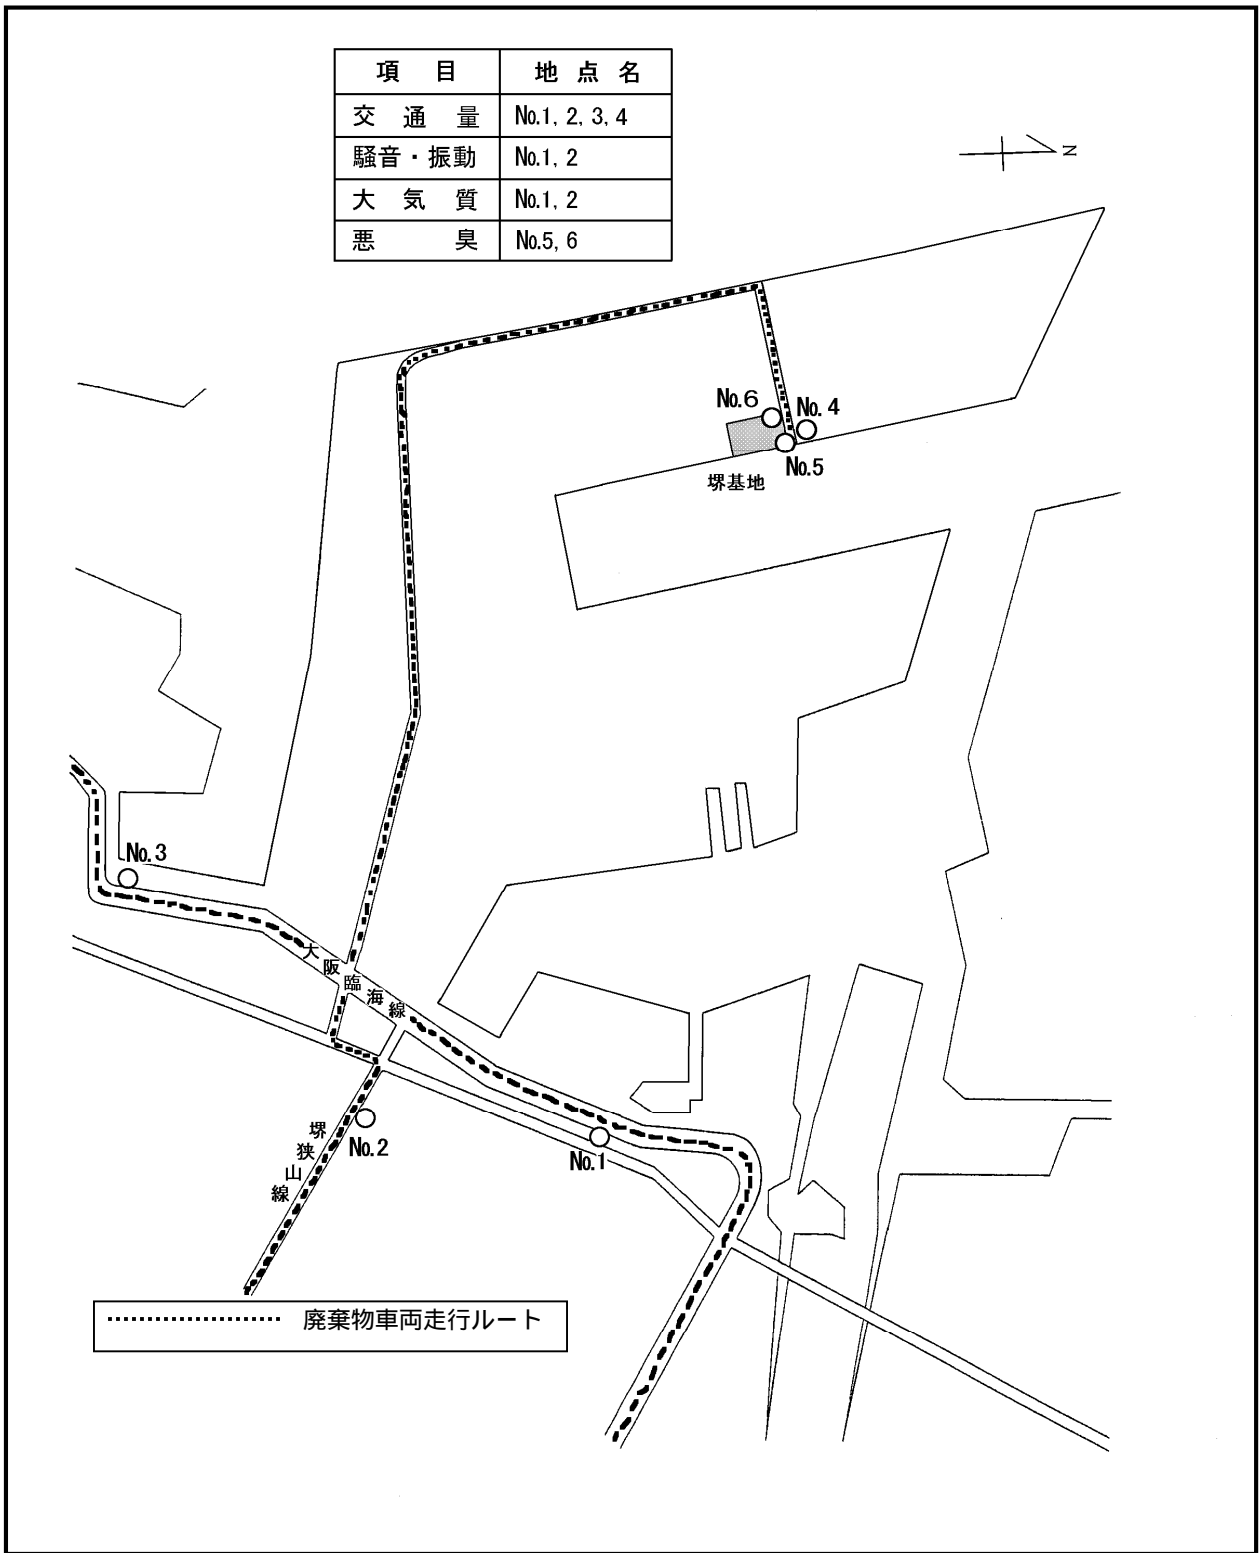 項目 地点名
交通量 No.1, 2, 3, 4
騒音・振動 No.1, 2
大気質 No.1, 2
悪臭 No.5, 6
N
No.6
No.4
No.5
堺基地
No.3
大阪臨海線
No.2
No.1
堺狭山線
廃棄物車両走行ルート